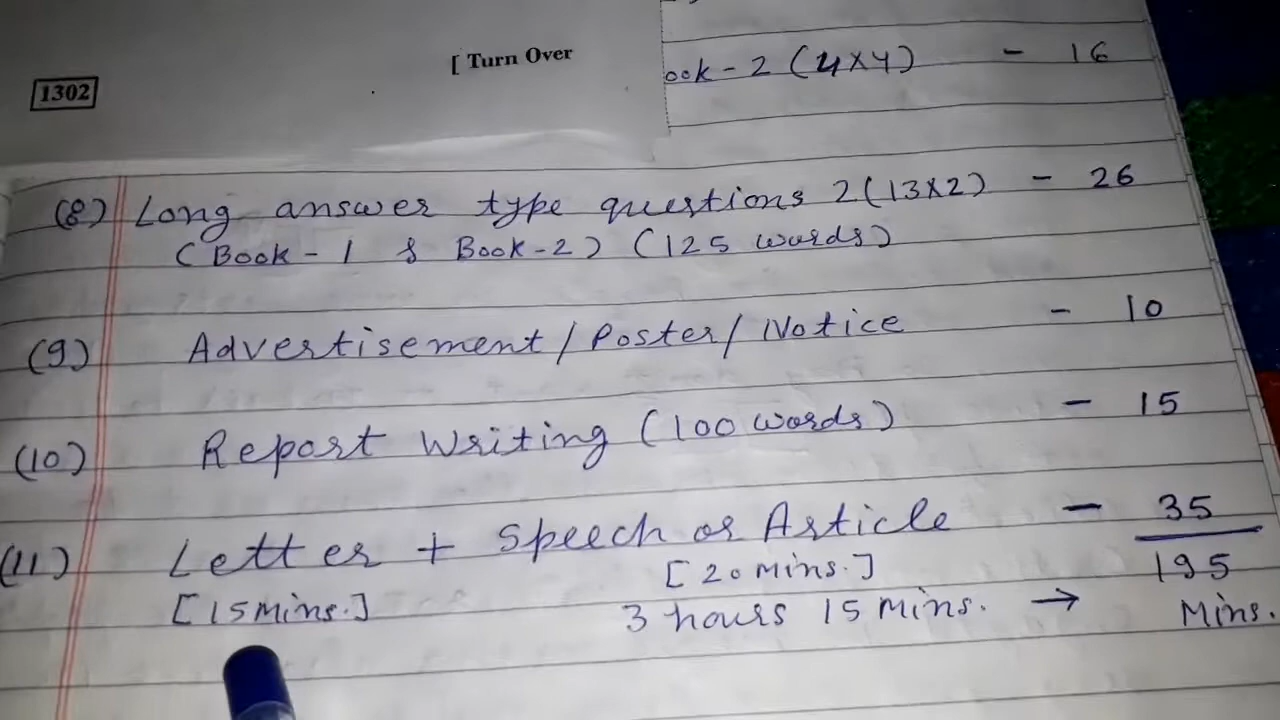 [ Turn Over
1302
ook - 2 (4x4) - 16
(8) Long answer type questions 2(13x2) - 26
(Book - 1 & Book - 2) (125 words)
(9) Advertisement / Poster / Notice - 10
(10) Report Writing (100 words) - 15
(11) Letter + Speech or Article - 35
[20 Mins.] 195
[15 Mins.] 3 hours 15 Mins. → Mins.